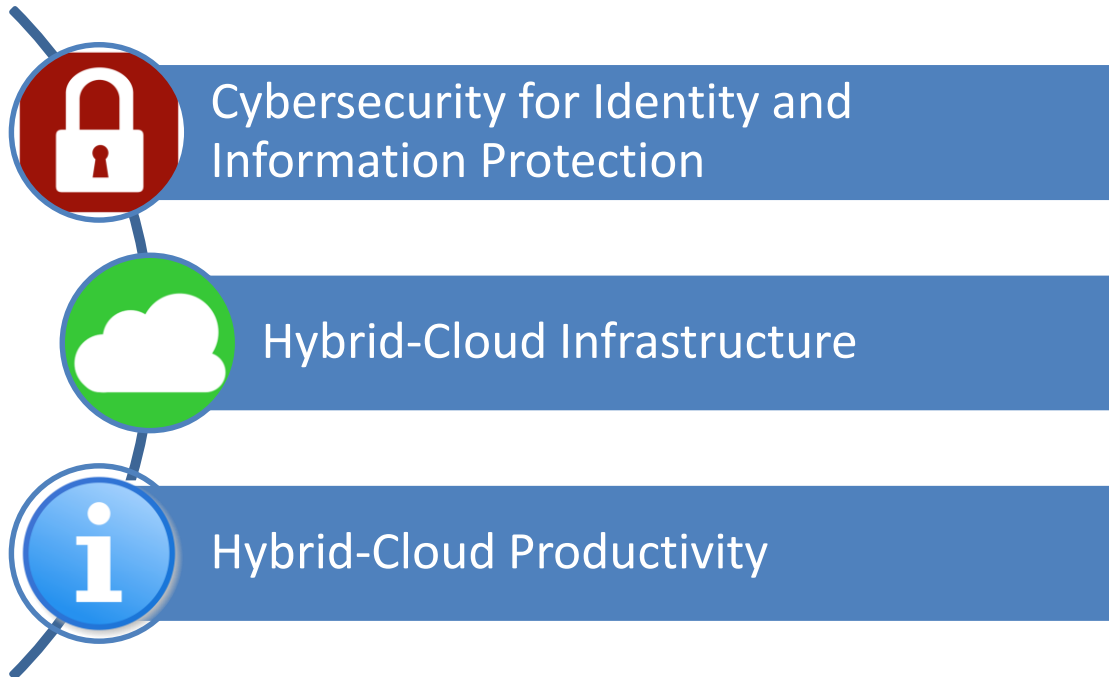 Cybersecurity for Identity and
Information Protection
Hybrid-Cloud Infrastructure
Hybrid-Cloud Productivity